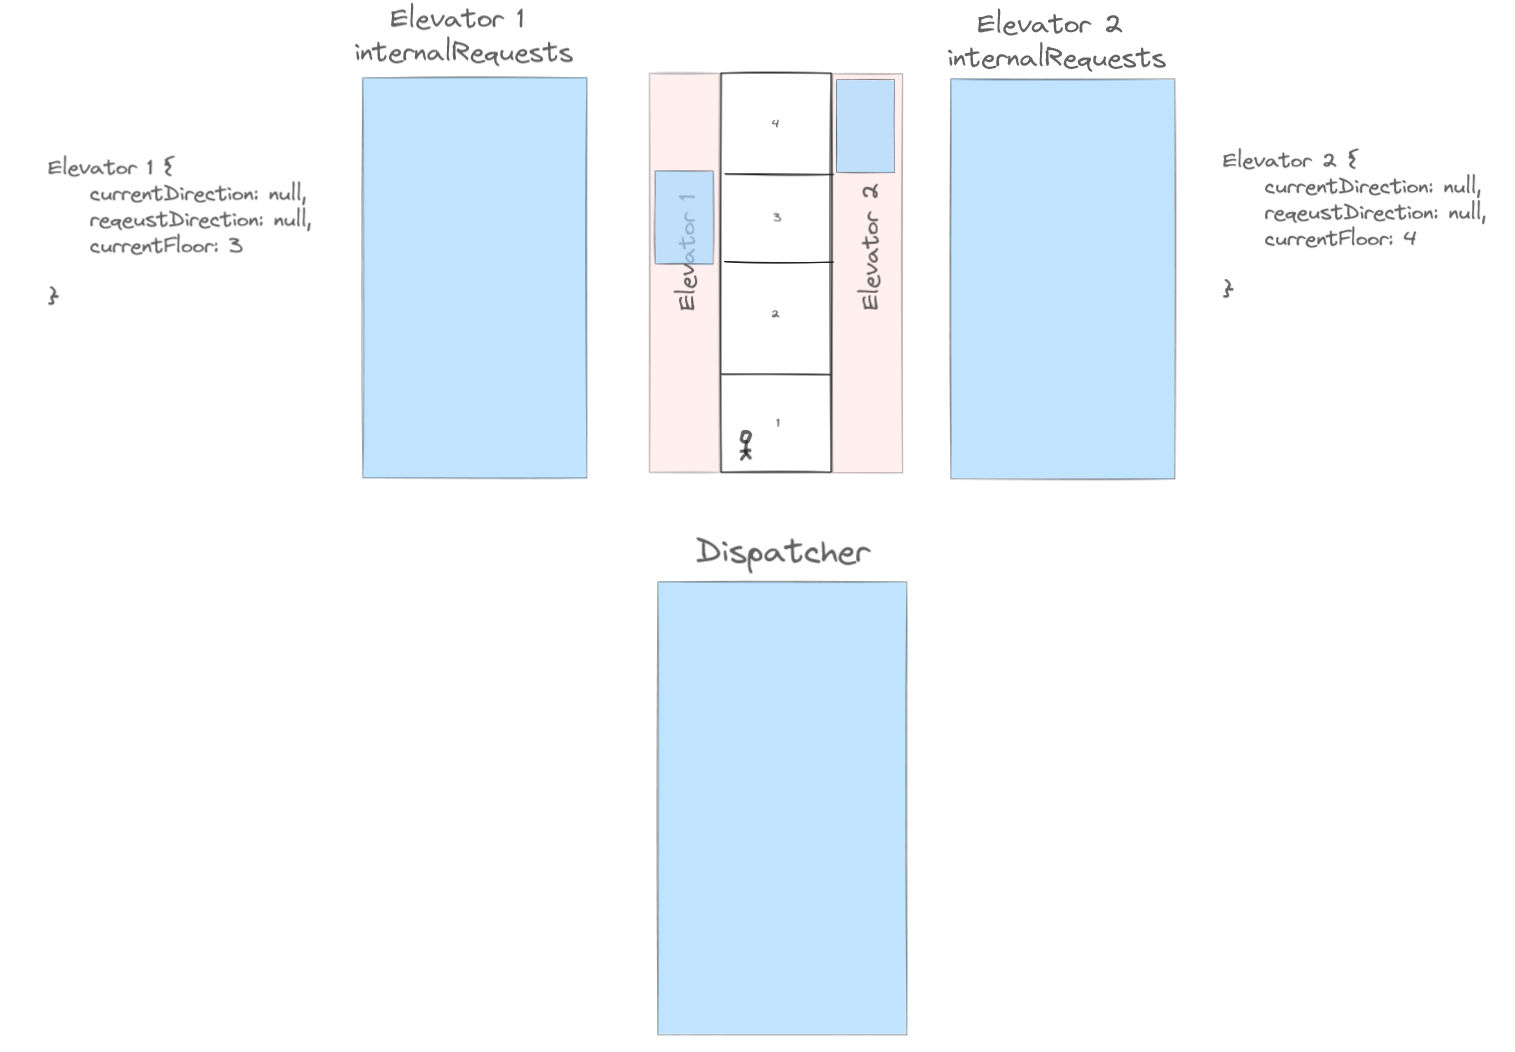 Elevator 1
internalRequests
Elevator 2
internalRequests
Elevator 1 {
currentDirection: null,
reqeustDirection: null,
currentFloor: 3
}
Elevator 1
4
3
2
1
Elevator 2
Elevator 2 {
currentDirection: null,
reqeustDirection: null,
currentFloor: 4
}
Dispatcher